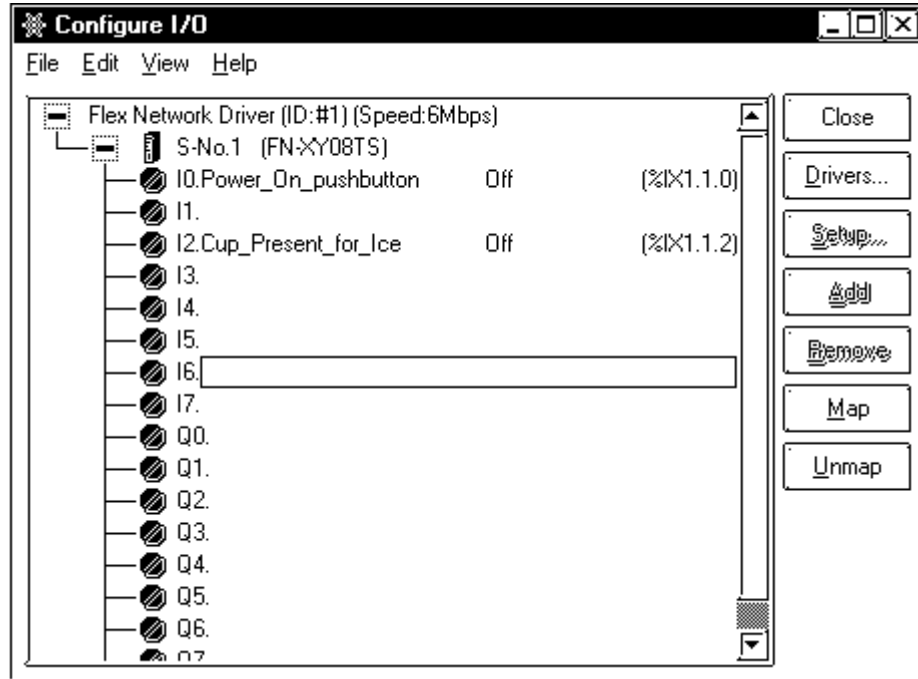 Configure I/O
File Edit View Help
Flex Network Driver (ID:#1) (Speed:6Mbps)
S-No.1 (FN-XY08TS)
I0.Power_On_pushbutton Off (%IX1.1.0)
I1.
I2.Cup_Present_for_Ice Off (%IX1.1.2)
I3.
I4.
I5.
I6.
I7.
Q0.
Q1.
Q2.
Q3.
Q4.
Q5.
Q6.
Q7
Close
Drivers...
Setup...
Add
Remove
Map
Unmap